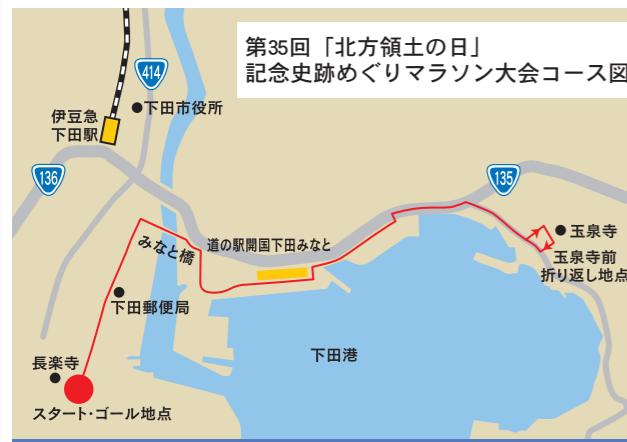 第35回「北方領土の日」
記念史跡めぐりマラソン大会コース図
414
下田市役所
伊豆急
下田駅
136
135
道の駅開国下田みなと
みなと橋
玉泉寺
玉泉寺前
折り返し地点
下田郵便局
下田港
長楽寺
スタート・ゴール地点